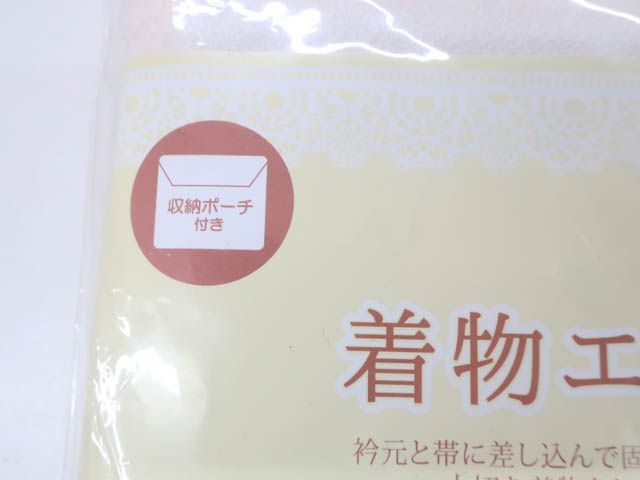 収納ポーチ
付き
着物エ
衿元と帯に差し込んで固